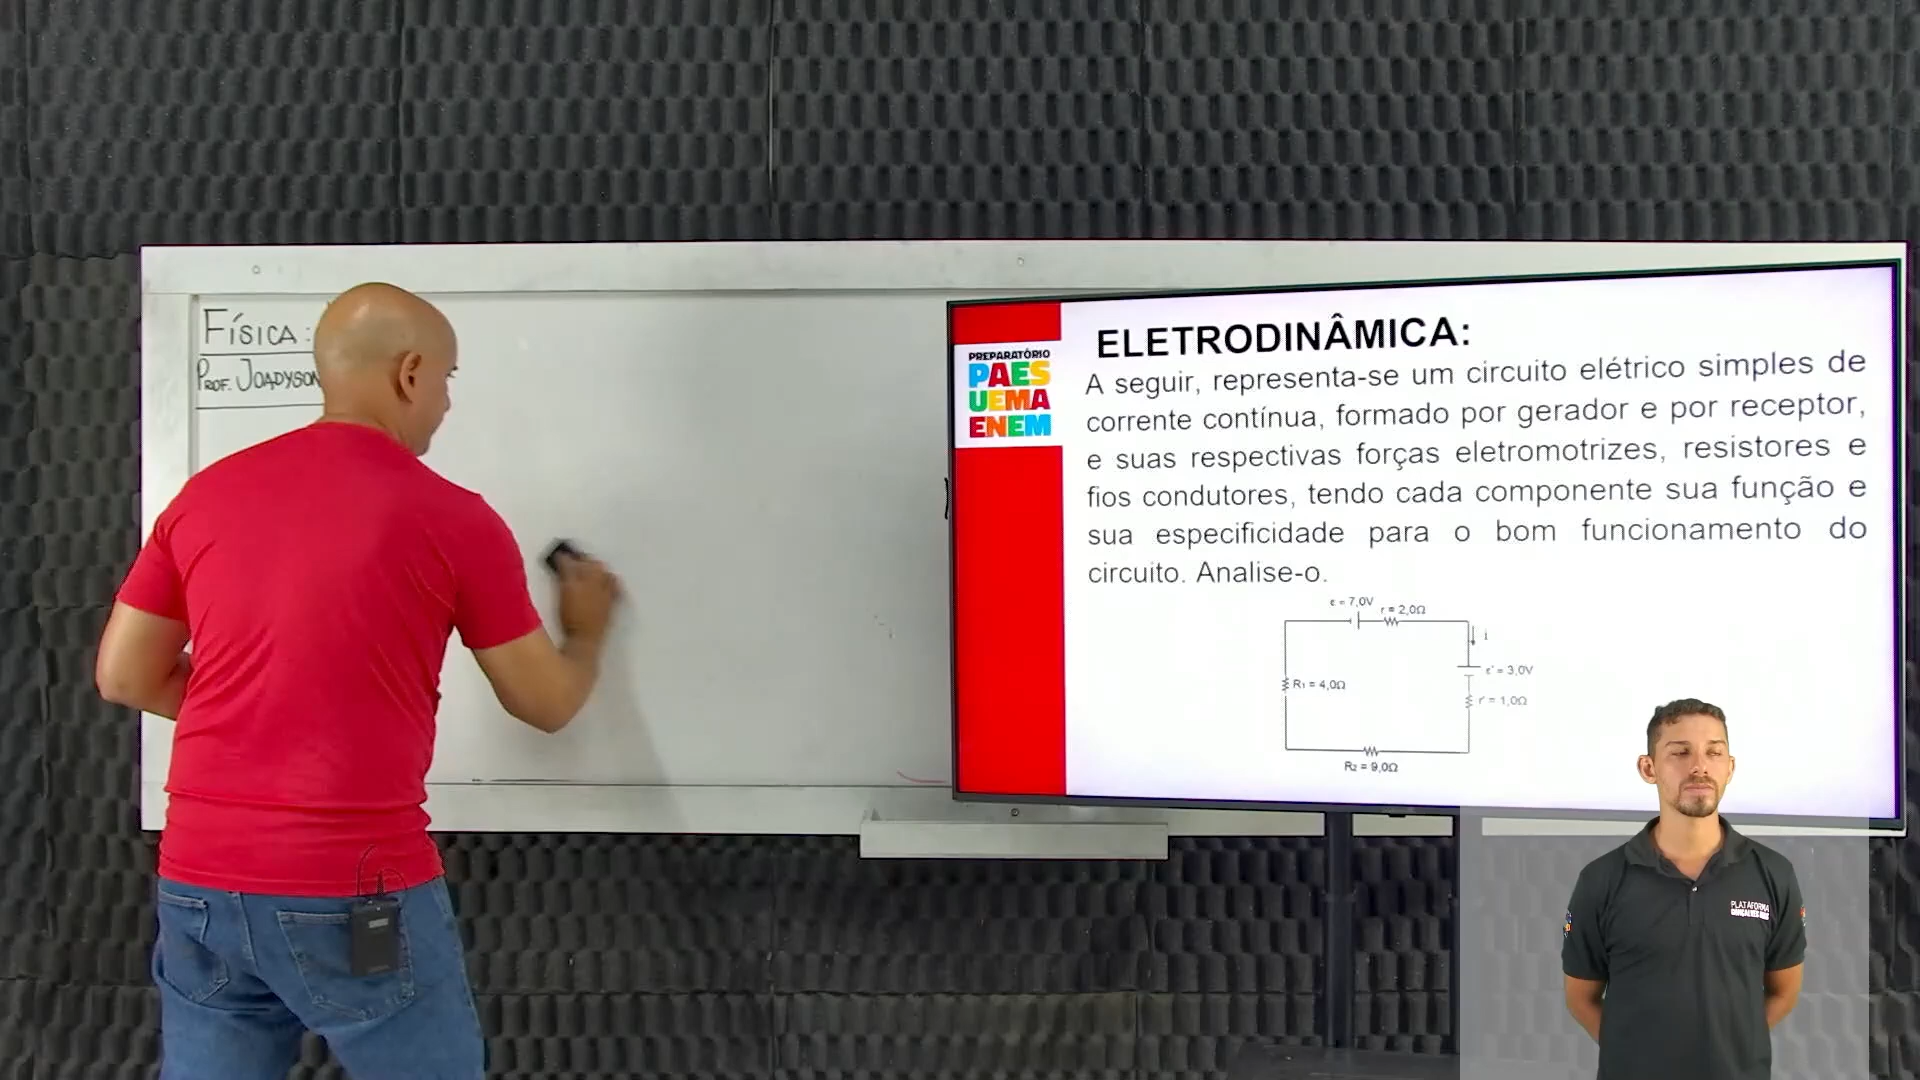 FÍSICA:
PROF. JOADYSON
PREPARATÓRIO
PAES
UEMA
ENEM
ELETRODINÂMICA:
A seguir, representa-se um circuito elétrico simples de
corrente contínua, formado por gerador e por receptor,
e suas respectivas forças eletromotrizes, resistores e
fios condutores, tendo cada componente sua função e
sua especificidade para o bom funcionamento do
circuito. Analise-o.
ε = 7,0V
r = 2,0Ω
i
ε' = 3,0V
R₁ = 4,0Ω
r' = 1,0Ω
R₂ = 9,0Ω
PLATAFORMA
GONÇALVES DIAS